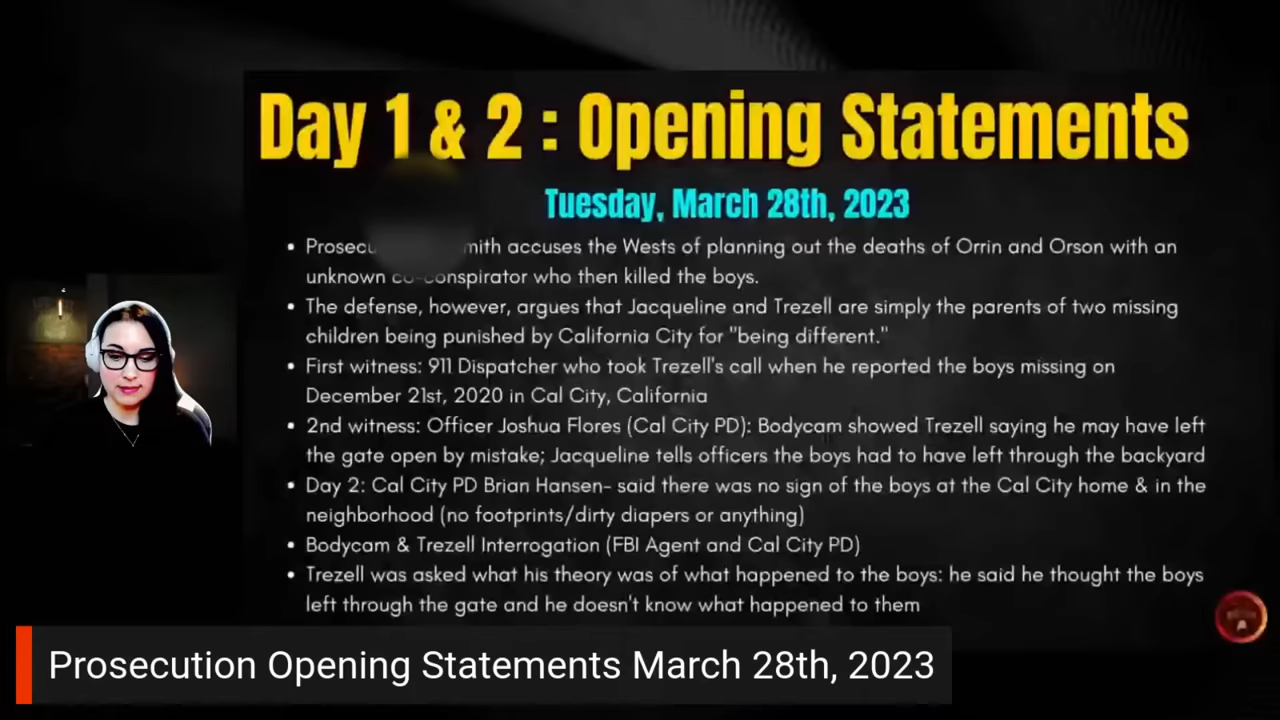 Day 1 & 2 : Opening Statements
Tuesday, March 28th, 2023
• accuses the Wests of planning out the deaths of Orrin and Orson with an
unknown co-conspirator who then killed the boys.
• The defense, however, argues that Jacqueline and Trezell are simply the parents of two missing
children being punished by California City for "being different."
• First witness: 911 Dispatcher who took Trezell's call when he reported the boys missing on
December 21st, 2020 in Cal City, California
• 2nd witness: Officer Joshua Flores (Cal City PD): Bodycam showed Trezell saying he may have left
the gate open by mistake; Jacqueline tells officers the boys had to have left through the backyard
• Day 2: Cal City PD Brian Hansen- said there was no sign of the boys at the Cal City home & in the
neighborhood (no footprints/dirty diapers or anything)
• Bodycam & Trezell Interrogation (FBI Agent and Cal City PD)
• Trezell was asked what his theory was of what happened to the boys: he said he thought the boys
left through the gate and he doesn't know what happened to them
Prosecution Opening Statements March 28th, 2023